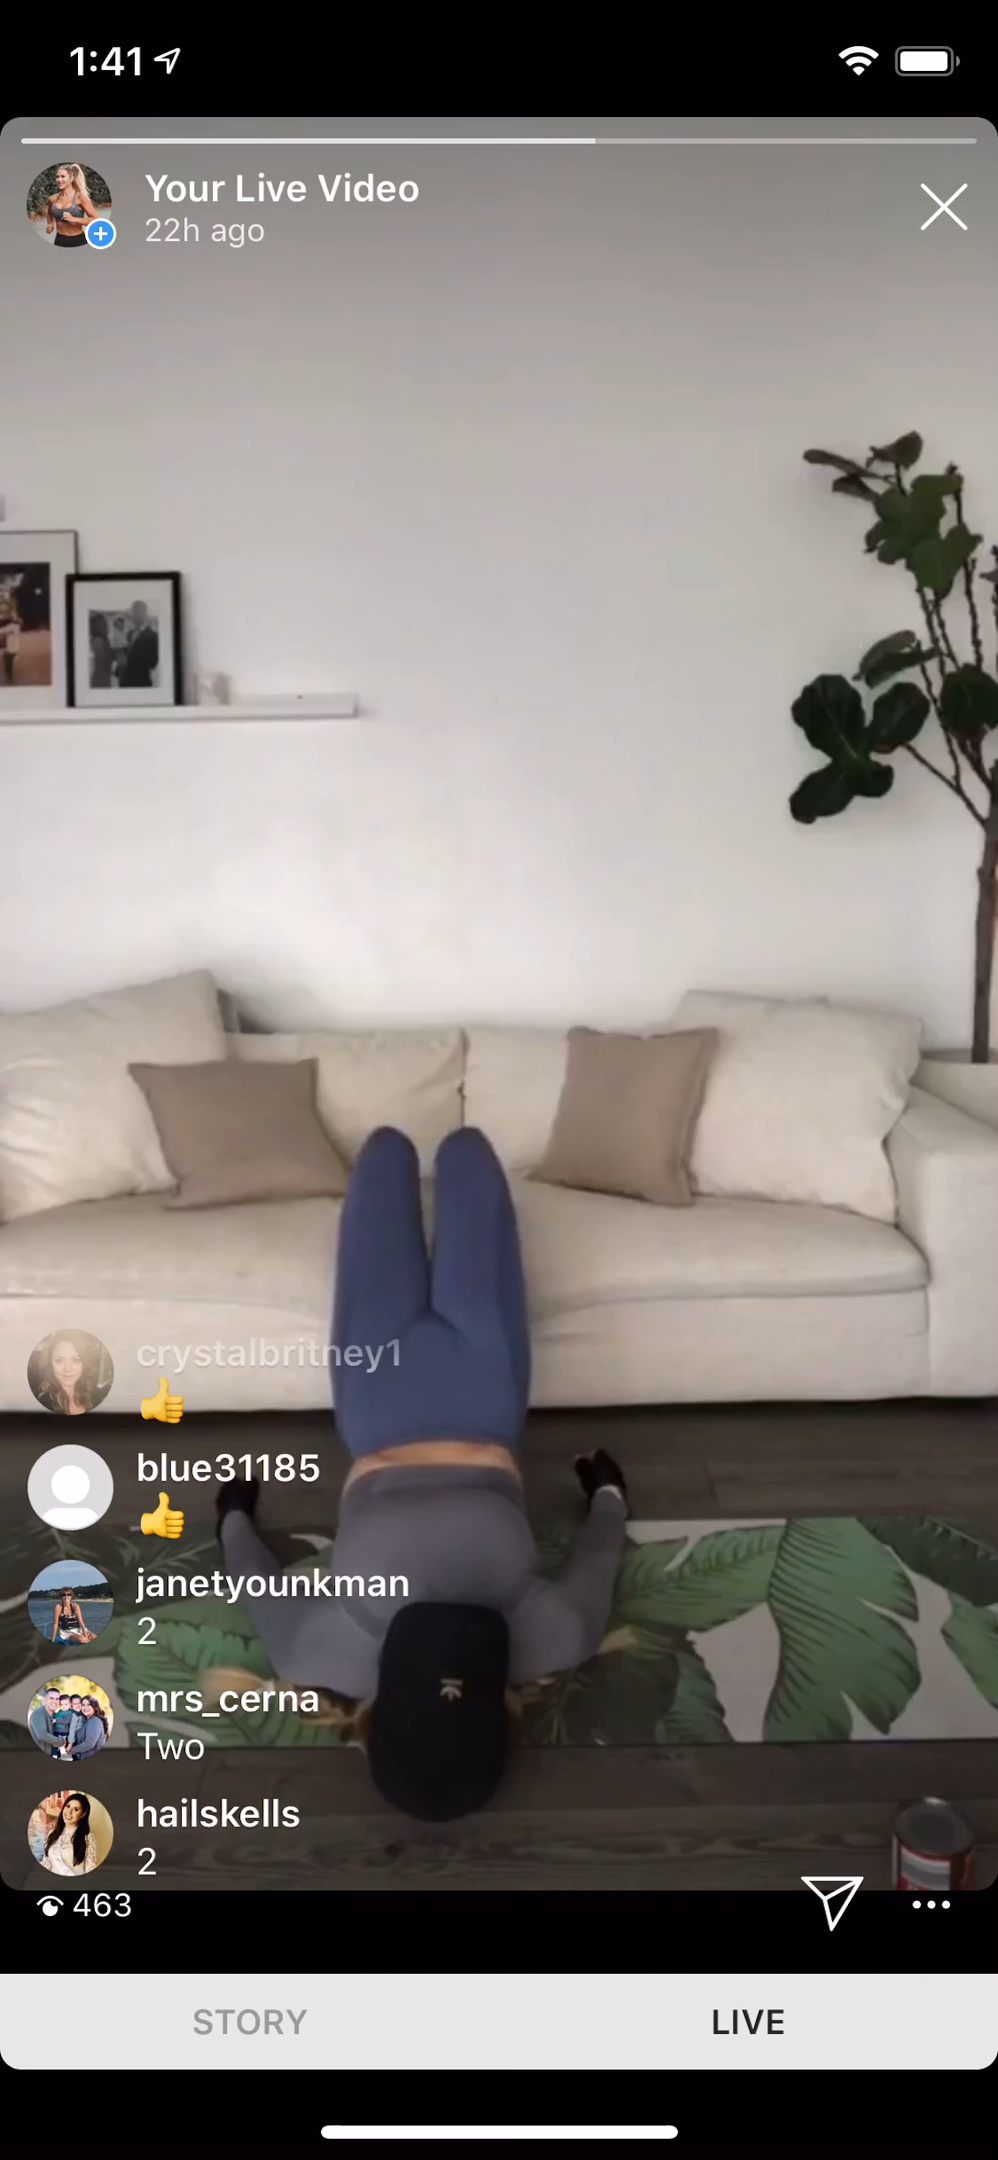 1:41
Your Live Video
22h ago
crystalbritney1
👍
blue31185
👍
janetyounkman
2
mrs_cerna
Two
hailskells
2
463
STORY
LIVE